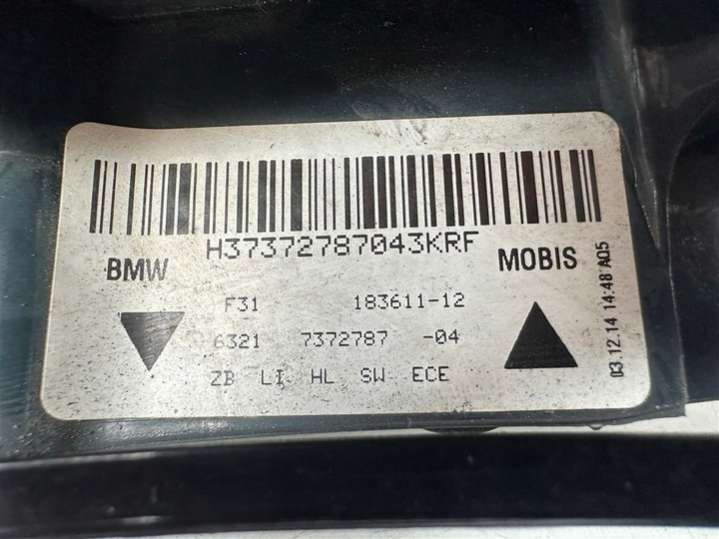 H37372787043KRF
BMW MOBIS
F31 183611-12
6321 7372787 -04
ZB LI HL SW ECE
03.12.14 14:48 A05